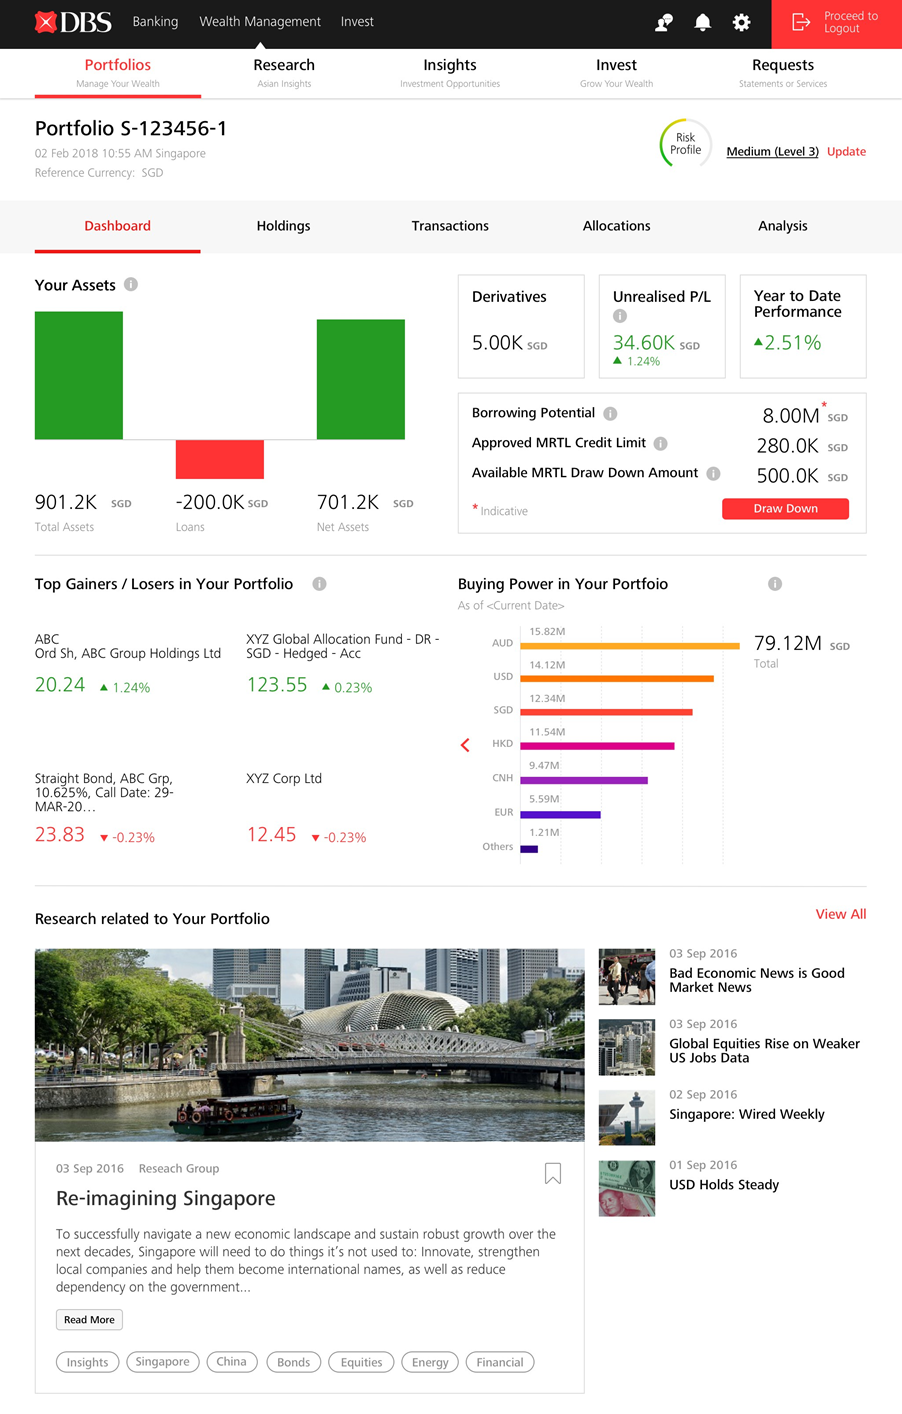 DBS Banking Wealth Management Invest
Proceed to
Logout
Portfolios
Manage Your Wealth
Research
Asian Insights
Insights
Investment Opportunities
Invest
Grow Your Wealth
Requests
Statements or Services
Portfolio S-123456-1
02 Feb 2018 10:55 AM Singapore
Reference Currency: SGD
Risk
Profile
Medium (Level 3) Update
Dashboard Holdings Transactions Allocations Analysis
Your Assets i
901.2K SGD
Total Assets
-200.0K SGD
Loans
701.2K SGD
Net Assets
Derivatives
5.00K SGD
Unrealised P/L
i
34.60K SGD
▲ 1.24%
Year to Date
Performance
▲2.51%
Borrowing Potential i 8.00M* SGD
Approved MRTL Credit Limit i 280.0K SGD
Available MRTL Draw Down Amount i 500.0K SGD
* Indicative
Draw Down
Top Gainers / Losers in Your Portfolio i
ABC
Ord Sh, ABC Group Holdings Ltd
20.24 ▲ 1.24%
XYZ Global Allocation Fund - DR -
SGD - Hedged - Acc
123.55 ▲ 0.23%
Straight Bond, ABC Grp,
10.625%, Call Date: 29-
MAR-20...
23.83 ▼ -0.23%
XYZ Corp Ltd
12.45 ▼ -0.23%
Buying Power in Your Portfoio i
As of <Current Date>
AUD 15.82M
USD 14.12M
SGD 12.34M
HKD 11.54M
CNH 9.47M
EUR 5.59M
Others 1.21M
79.12M SGD
Total
Research related to Your Portfolio
View All
03 Sep 2016 Reseach Group
Re-imagining Singapore
To successfully navigate a new economic landscape and sustain robust growth over the
next decades, Singapore will need to do things it's not used to: Innovate, strengthen
local companies and help them become international names, as well as reduce
dependency on the government...
Read More
Insights Singapore China Bonds Equities Energy Financial
03 Sep 2016
Bad Economic News is Good
Market News
03 Sep 2016
Global Equities Rise on Weaker
US Jobs Data
02 Sep 2016
Singapore: Wired Weekly
01 Sep 2016
USD Holds Steady